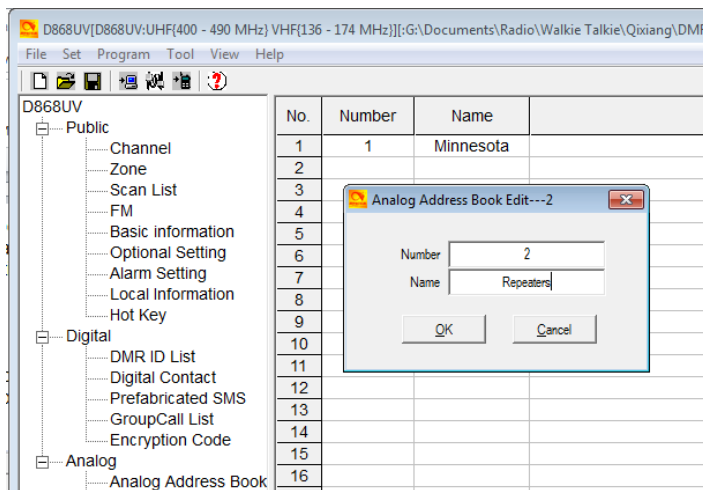 D868UV[D868UV:UHF{400 - 490 MHz} VHF{136 - 174 MHz}][:G:\Documents\Radio\Walkie Talkie\Qixiang\DMF
File Set Program Tool View Help
D868UV
Public
Channel
Zone
Scan List
FM
Basic information
Optional Setting
Alarm Setting
Local Information
Hot Key
Digital
DMR ID List
Digital Contact
Prefabricated SMS
GroupCall List
Encryption Code
Analog
Analog Address Book
No. Number Name
1 1 Minnesota
2
3
4
5
6
7
8
9
10
11
12
13
14
15
16
Analog Address Book Edit---2
Number 2
Name Repeaters
OK Cancel